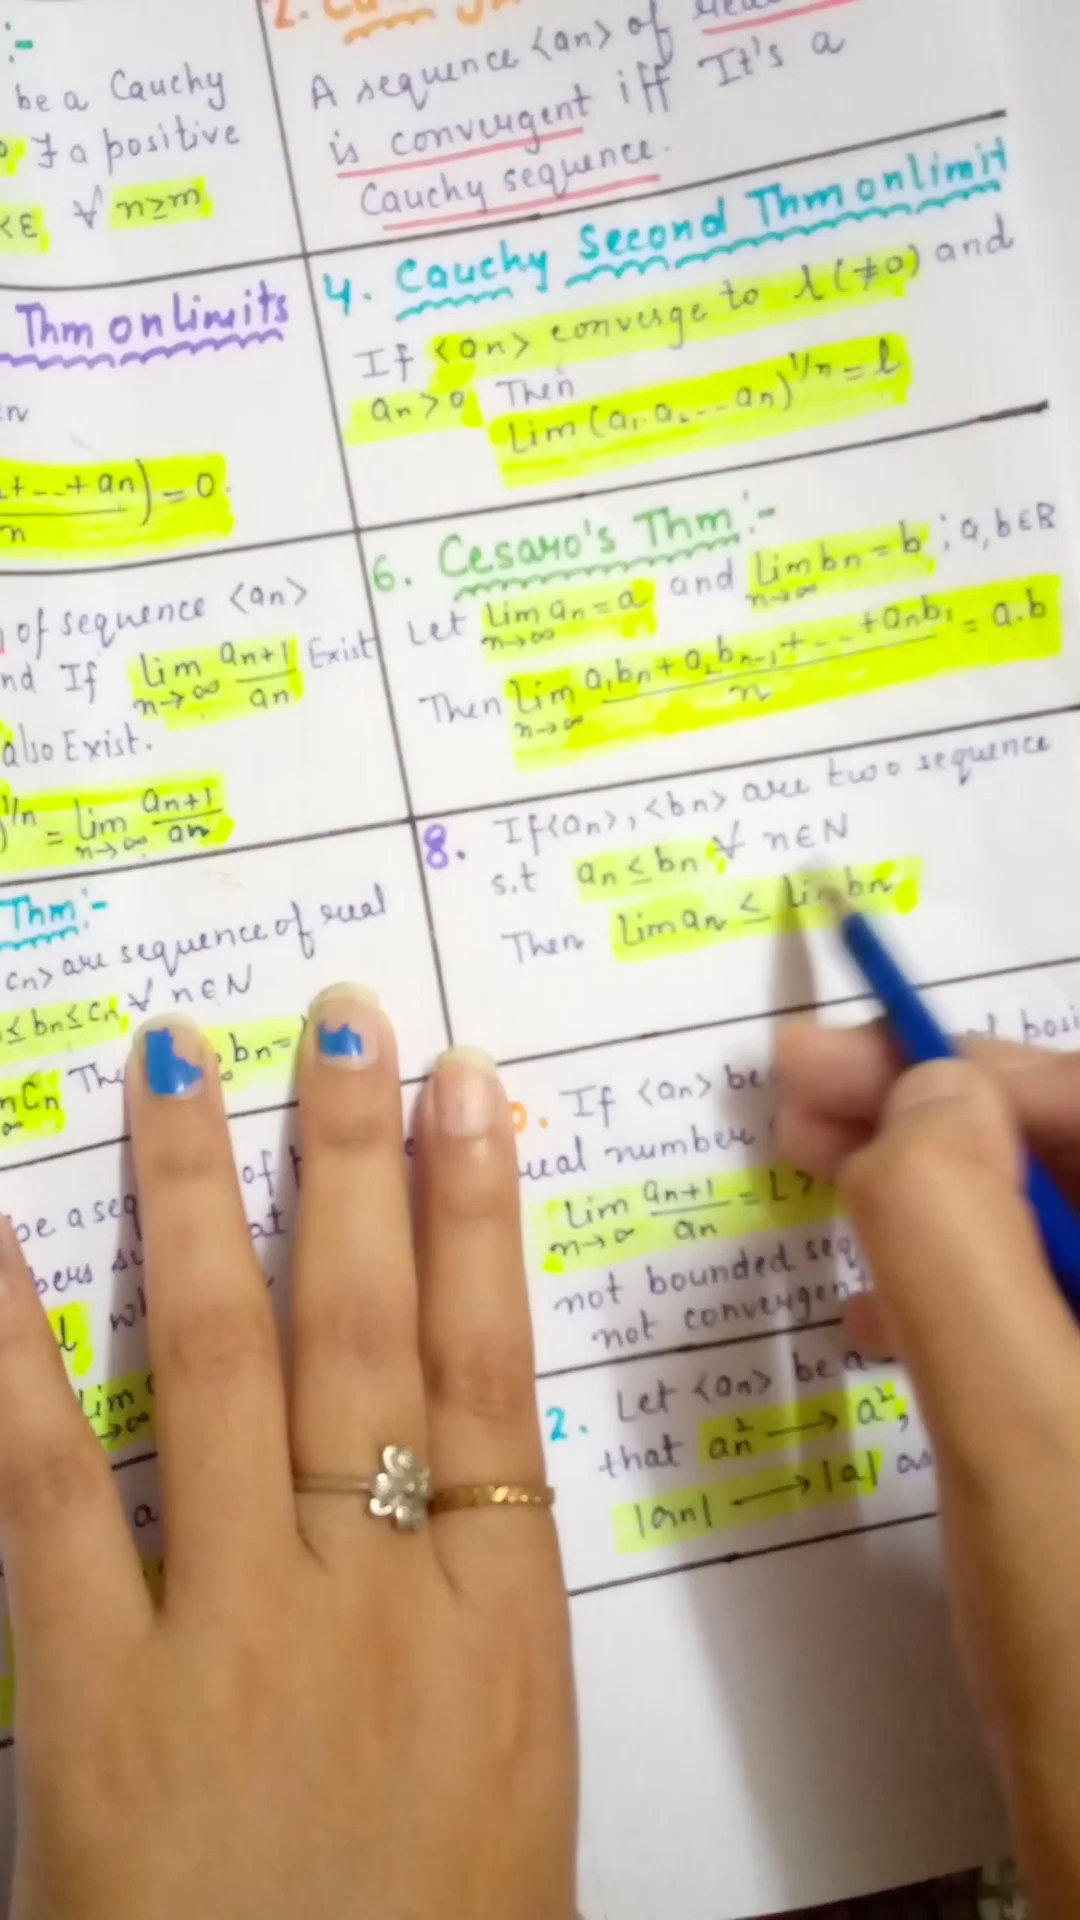 :-
be a Cauchy
∃ a positive
<ε ∀ n≥m
A sequence <an> of
is convergent iff It's a
Cauchy sequence.
Thm on limits
+--+an) = 0.
n
4. Cauchy Second Thm on limit
If <an> converge to l (≠0) and
an>0 Then
Lim (a1.a2...an)^1/n = l
of sequence <an>
If lim n→∞ an+1/an Exist
also Exist.
)^1/n = lim n→∞ an+1/an
6. Cesaro's Thm :-
Let lim n→∞ an = a and lim n→∞ bn = b ; a,b∈R
Then lim n→∞ a1bn + a2bn-1 +---+anb1/n = a.b
Thm:-
cn> are sequence of real
≤ bn ≤ cn ∀ n∈N
bn=
8. If <an>, <bn> are two sequence
s.t an ≤ bn ∀ n∈N
Then lim an ≤ lim bn
be a
of
l
lim
a
If <an> be
real number
lim n→∞ an+1/an = L >
not bounded
not convergent
2. Let <an> be a
that an² → a²,
|an| → |a| as